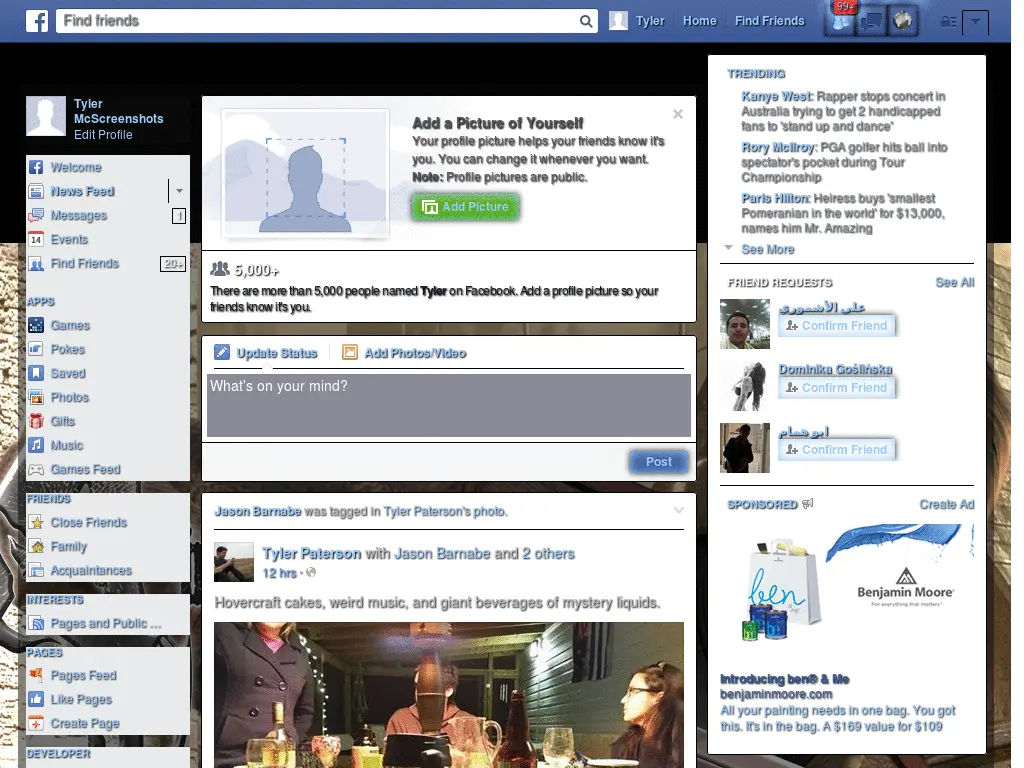 Find friends
Tyler
Home
Find Friends
99+
Tyler
McScreenshots
Edit Profile
Welcome
News Feed
Messages
1
14
Events
Find Friends
20+
APPS
Games
Pokes
Saved
Photos
Gifts
Music
Games Feed
FRIENDS
Close Friends
Family
Acquaintances
INTERESTS
Pages and Public ...
PAGES
Pages Feed
Like Pages
Create Page
DEVELOPER
Add a Picture of Yourself
Your profile picture helps your friends know it's
you. You can change it whenever you want.
Note: Profile pictures are public.
Add Picture
5,000+
There are more than 5,000 people named Tyler on Facebook. Add a profile picture so your
friends know it's you.
Update Status
Add Photos/Video
What's on your mind?
Post
Jason Barnabe was tagged in Tyler Paterson's photo.
Tyler Paterson with Jason Barnabe and 2 others
12 hrs ·
Hovercraft cakes, weird music, and giant beverages of mystery liquids.
TRENDING
Kanye West: Rapper stops concert in
Australia trying to get 2 handicapped
fans to 'stand up and dance'
Rory McIlroy: PGA golfer hits ball into
spectator's pocket during Tour
Championship
Paris Hilton: Heiress buys 'smallest
Pomeranian in the world' for $13,000,
names him Mr. Amazing
See More
FRIEND REQUESTS
See All
علي الأشموري
Confirm Friend
Dominika Goślińska
Confirm Friend
ابو همام
Confirm Friend
SPONSORED
Create Ad
ben
Benjamin Moore
For everything that matters
Introducing ben® & Me
benjaminmoore.com
All your painting needs in one bag. You got
this. It's in the bag. A $169 value for $109